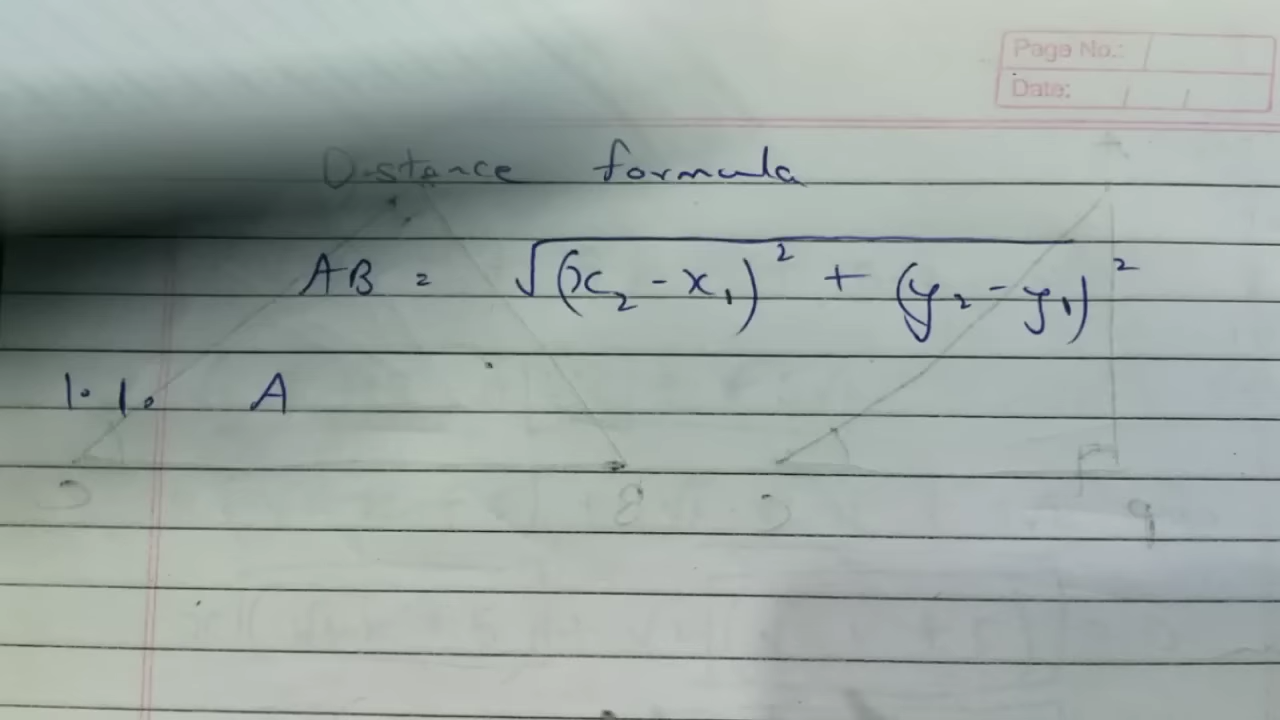 Page No.:
Date: / /
Distance formula
AB = √(x₂ - x₁)² + (y₂ - y₁)²
1. 1. A